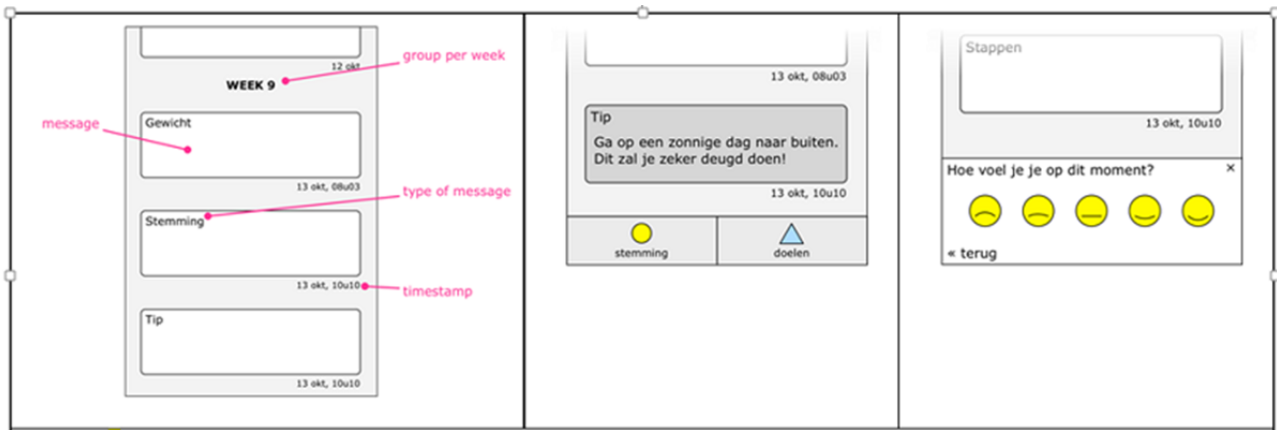 12 okt
group per week
WEEK 9
message
Gewicht
13 okt, 08u03
type of message
Stemming
13 okt, 10u10
timestamp
Tip
13 okt, 10u10
13 okt, 08u03
Tip
Ga op een zonnige dag naar buiten.
Dit zal je zeker deugd doen!
13 okt, 10u10
stemming
doelen
Stappen
13 okt, 10u10
Hoe voel je je op dit moment? ×
« terug